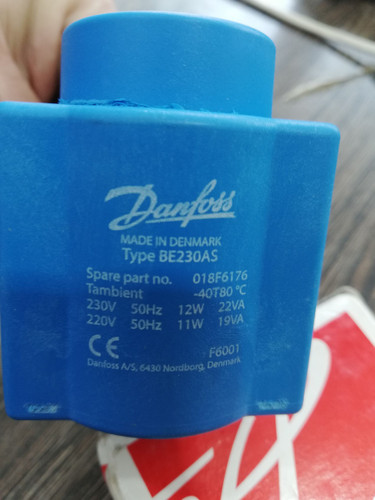 Danfoss
MADE IN DENMARK
Type BE230AS
Spare part no. 018F6176
Tambient -40T80 °C
230V 50Hz 12W 22VA
220V 50Hz 11W 19VA
CE F6001
Danfoss A/S, 6430 Nordborg, Denmark